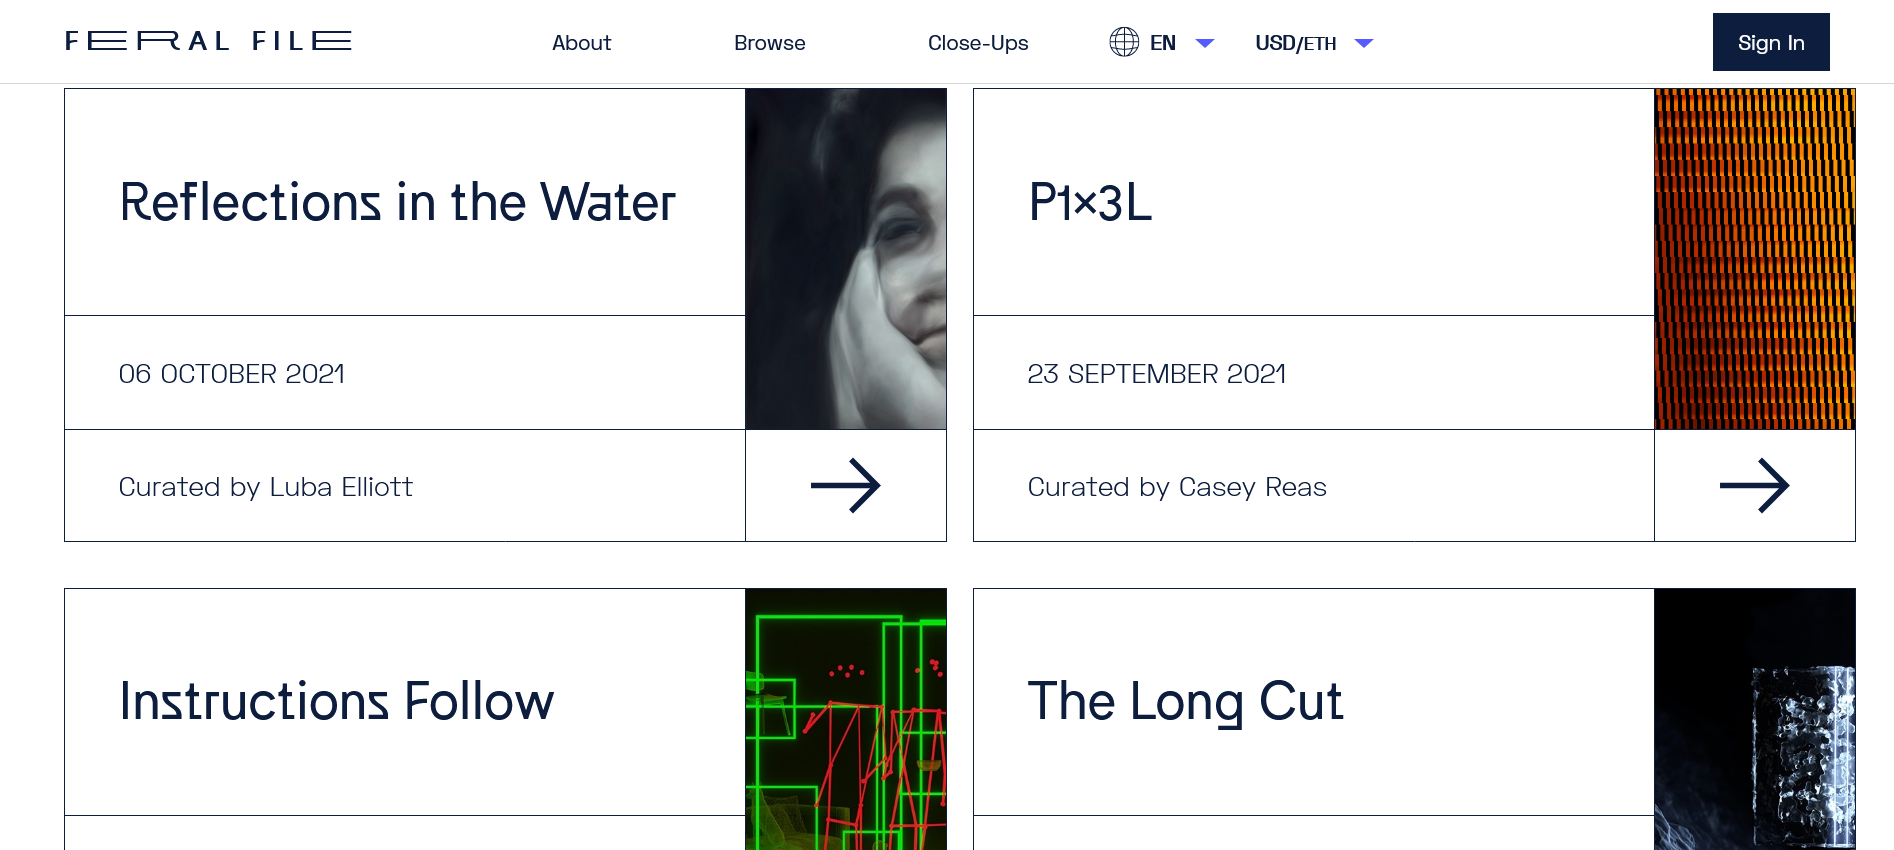 FERAL FILE
About
Browse
Close-Ups
EN
USD/ETH
Sign In
Reflections in the Water
06 OCTOBER 2021
Curated by Luba Elliott
P1×3L
23 SEPTEMBER 2021
Curated by Casey Reas
Instructions Follow
The Long Cut